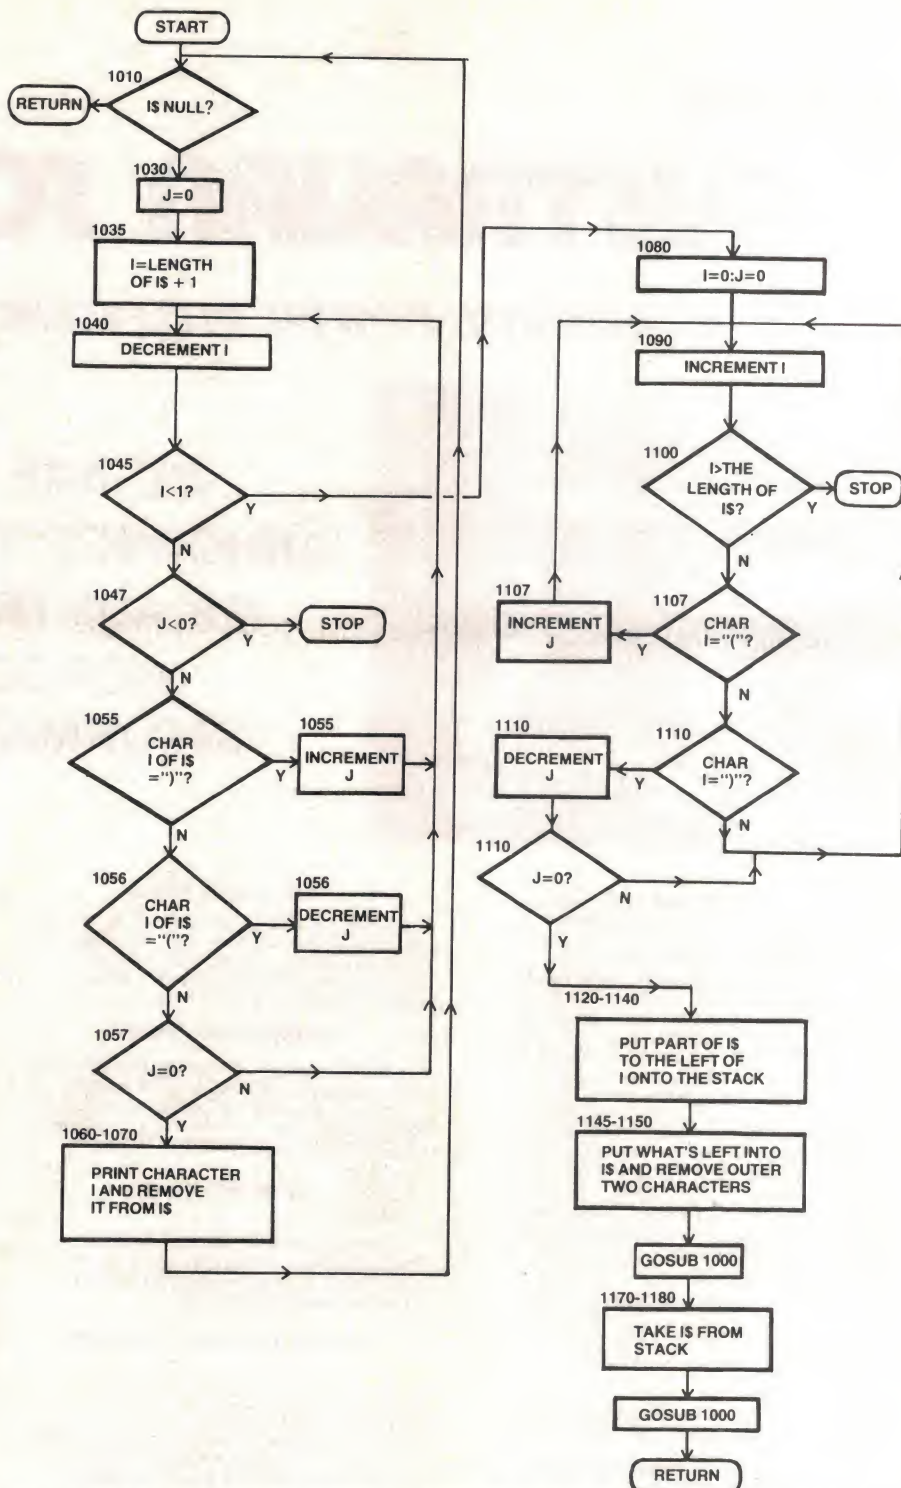 START
1010
I$ NULL?
RETURN
1030
J=0
1035
I=LENGTH
OF I$ + 1
1040
DECREMENT I
1045
I<1?
Y
N
1047
J<0?
Y
STOP
N
1055
CHAR
I OF I$
=“)”?
Y
1055
INCREMENT
J
N
1056
CHAR
I OF I$
=“(”?
Y
1056
DECREMENT
J
N
1057
J=0?
N
Y
1060-1070
PRINT CHARACTER
I AND REMOVE
IT FROM I$
1080
I=0:J=0
1090
INCREMENT I
1100
I>THE
LENGTH OF
I$?
Y
STOP
N
1107
CHAR
I=“(”?
Y
1107
INCREMENT
J
N
1110
CHAR
I=“)”?
Y
1110
DECREMENT
J
N
1110
J=0?
N
Y
1120-1140
PUT PART OF I$
TO THE LEFT OF
I ONTO THE STACK
1145-1150
PUT WHAT'S LEFT INTO
I$ AND REMOVE OUTER
TWO CHARACTERS
GOSUB 1000
1170-1180
TAKE I$ FROM
STACK
GOSUB 1000
RETURN